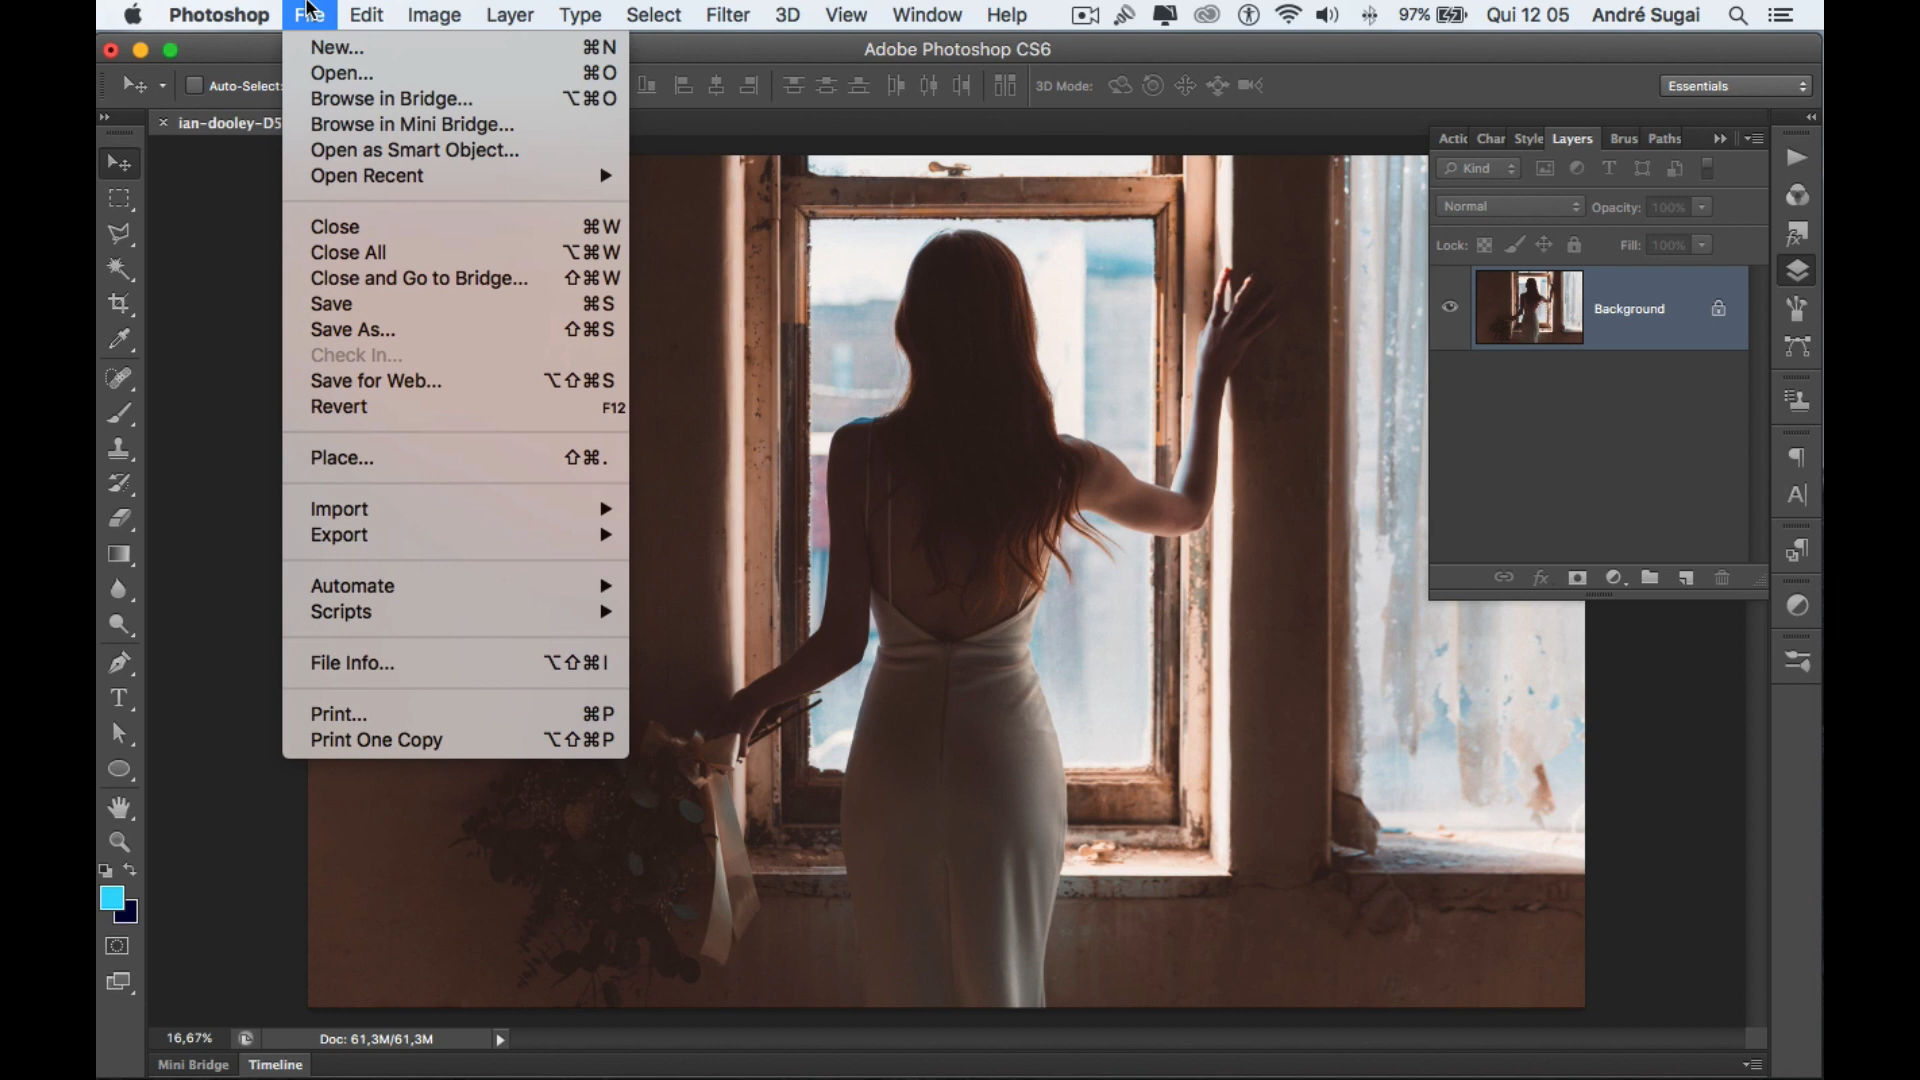 Photoshop File Edit Image Layer Type Select Filter 3D View Window Help 97% Qui 12 05 André Sugai
Adobe Photoshop CS6
Auto-Select: 3D Mode: Essentials
ian-dooley-D5
New... ⌘N
Open... ⌘O
Browse in Bridge... ⌥⌘O
Browse in Mini Bridge...
Open as Smart Object...
Open Recent
Close ⌘W
Close All ⌥⌘W
Close and Go to Bridge... ⇧⌘W
Save ⌘S
Save As... ⇧⌘S
Check In...
Save for Web... ⌥⇧⌘S
Revert F12
Place... ⇧⌘.
Import
Export
Automate
Scripts
File Info... ⌥⇧⌘I
Print... ⌘P
Print One Copy ⌥⇧⌘P
Actic Char Style Layers Brus Paths
Kind
Normal Opacity: 100%
Lock: Fill: 100%
Background
16,67% Doc: 61,3M/61,3M
Mini Bridge Timeline